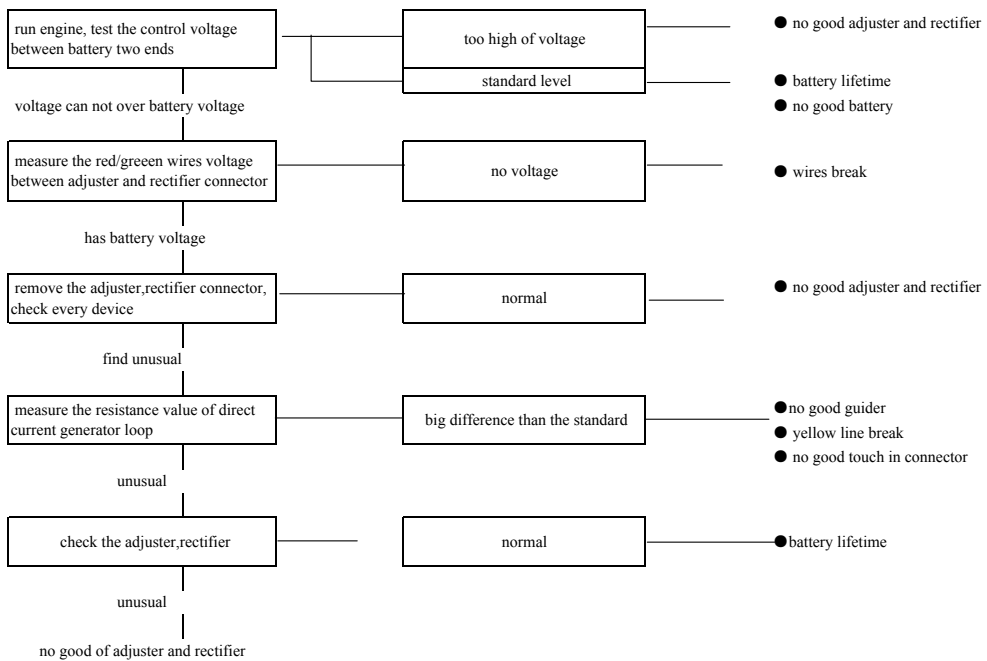 run engine, test the control voltage
between battery two ends
too high of voltage
● no good adjuster and rectifier
standard level
● battery lifetime
voltage can not over battery voltage
● no good battery
measure the red/greeen wires voltage
between adjuster and rectifier connector
no voltage
● wires break
has battery voltage
remove the adjuster,rectifier connector,
check every device
normal
● no good adjuster and rectifier
find unusual
measure the resistance value of direct
current generator loop
big difference than the standard
●no good guider
●yellow line break
● no good touch in connector
unusual
check the adjuster,rectifier
normal
●battery lifetime
unusual
no good of adjuster and rectifier